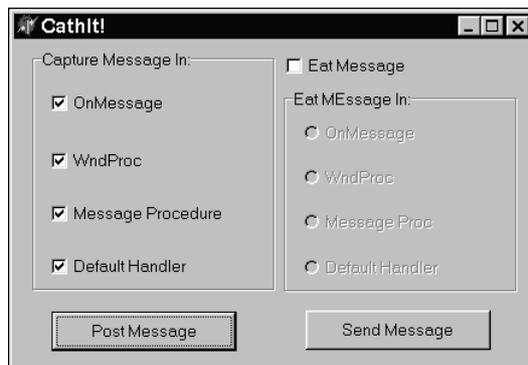 CathIt!
Capture Message In:
OnMessage
WndProc
Message Procedure
Default Handler
Eat Message
Eat MEssage In:
OnMessage
WndProc
Message Proc
Default Handler
Post Message
Send Message